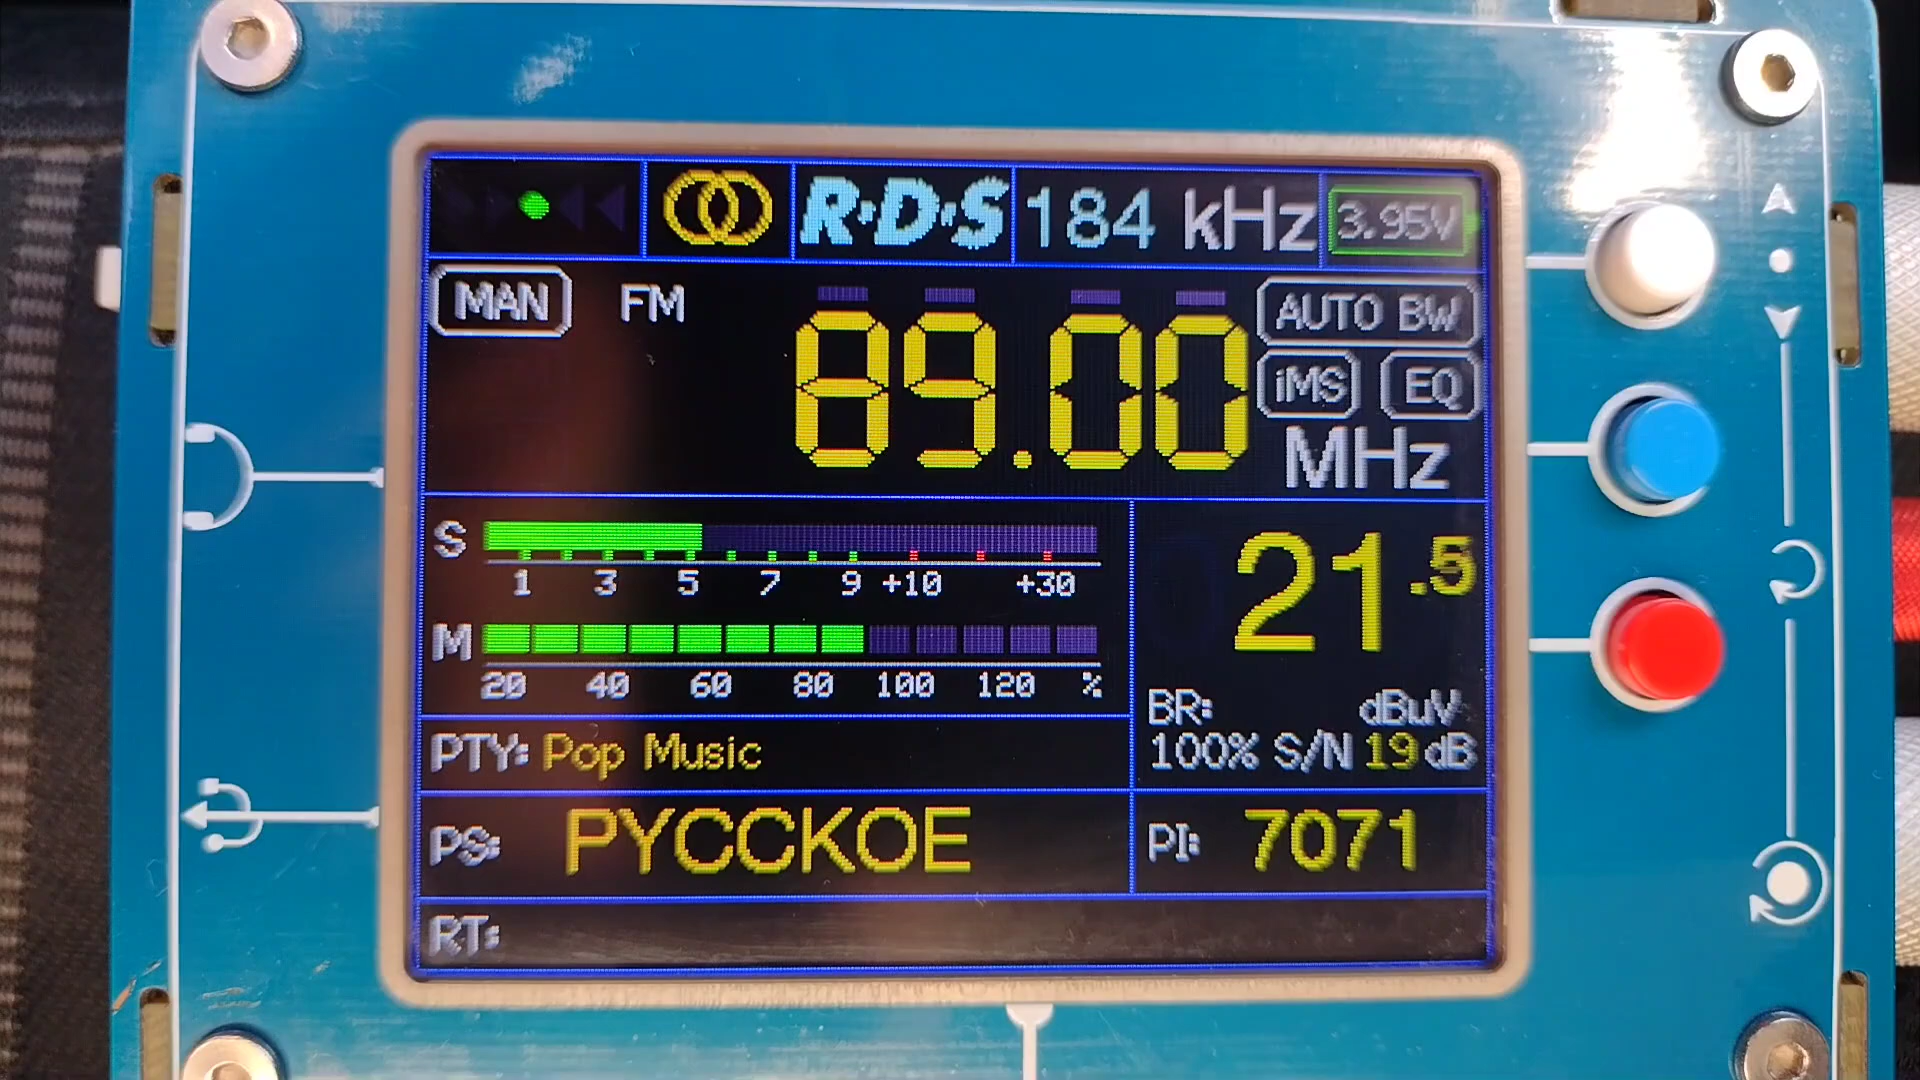 R·D·S 184 kHz 3.95V
MAN FM 89.00 AUTO BW
iMS EQ
MHz
S
1 3 5 7 9 +10 +30
21.5
M
20 40 60 80 100 120 %
BR: dBuV
100% S/N 19 dB
PTY: Pop Music
PS: PYCCKOE
PI: 7071
RT: